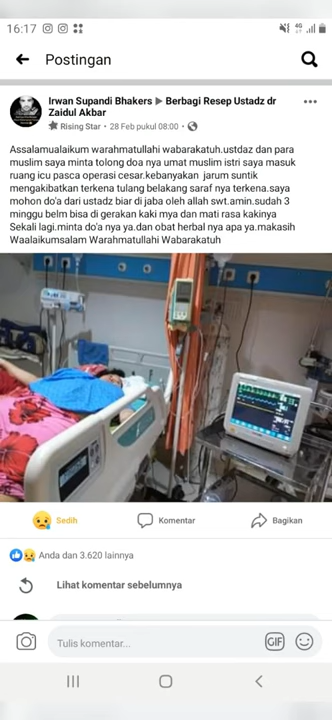 16:17
4G
Postingan
Irwan Supandi Bhakers ▶ Berbagi Resep Ustadz dr Zaidul Akbar
Rising Star • 28 Feb pukul 08:00 •
Assalamualaikum warahmatullahi wabarakatuh.ustdaz dan para
muslim saya minta tolong doa nya umat muslim istri saya masuk
ruang icu pasca operasi cesar.kebanyakan jarum suntik
mengakibatkan terkena tulang belakang saraf nya terkena.saya
mohon do'a dari ustadz biar di jaba oleh allah swt.amin.sudah 3
minggu belm bisa di gerakan kaki mya dan mati rasa kakinya
Sekali lagi.minta do'a nya ya.dan obat herbal nya apa ya.makasih
Waalaikumsalam Warahmatullahi Wabarakatuh
Sedih
Komentar
Bagikan
Anda dan 3.620 lainnya
Lihat komentar sebelumnya
Tulis komentar...
GIF